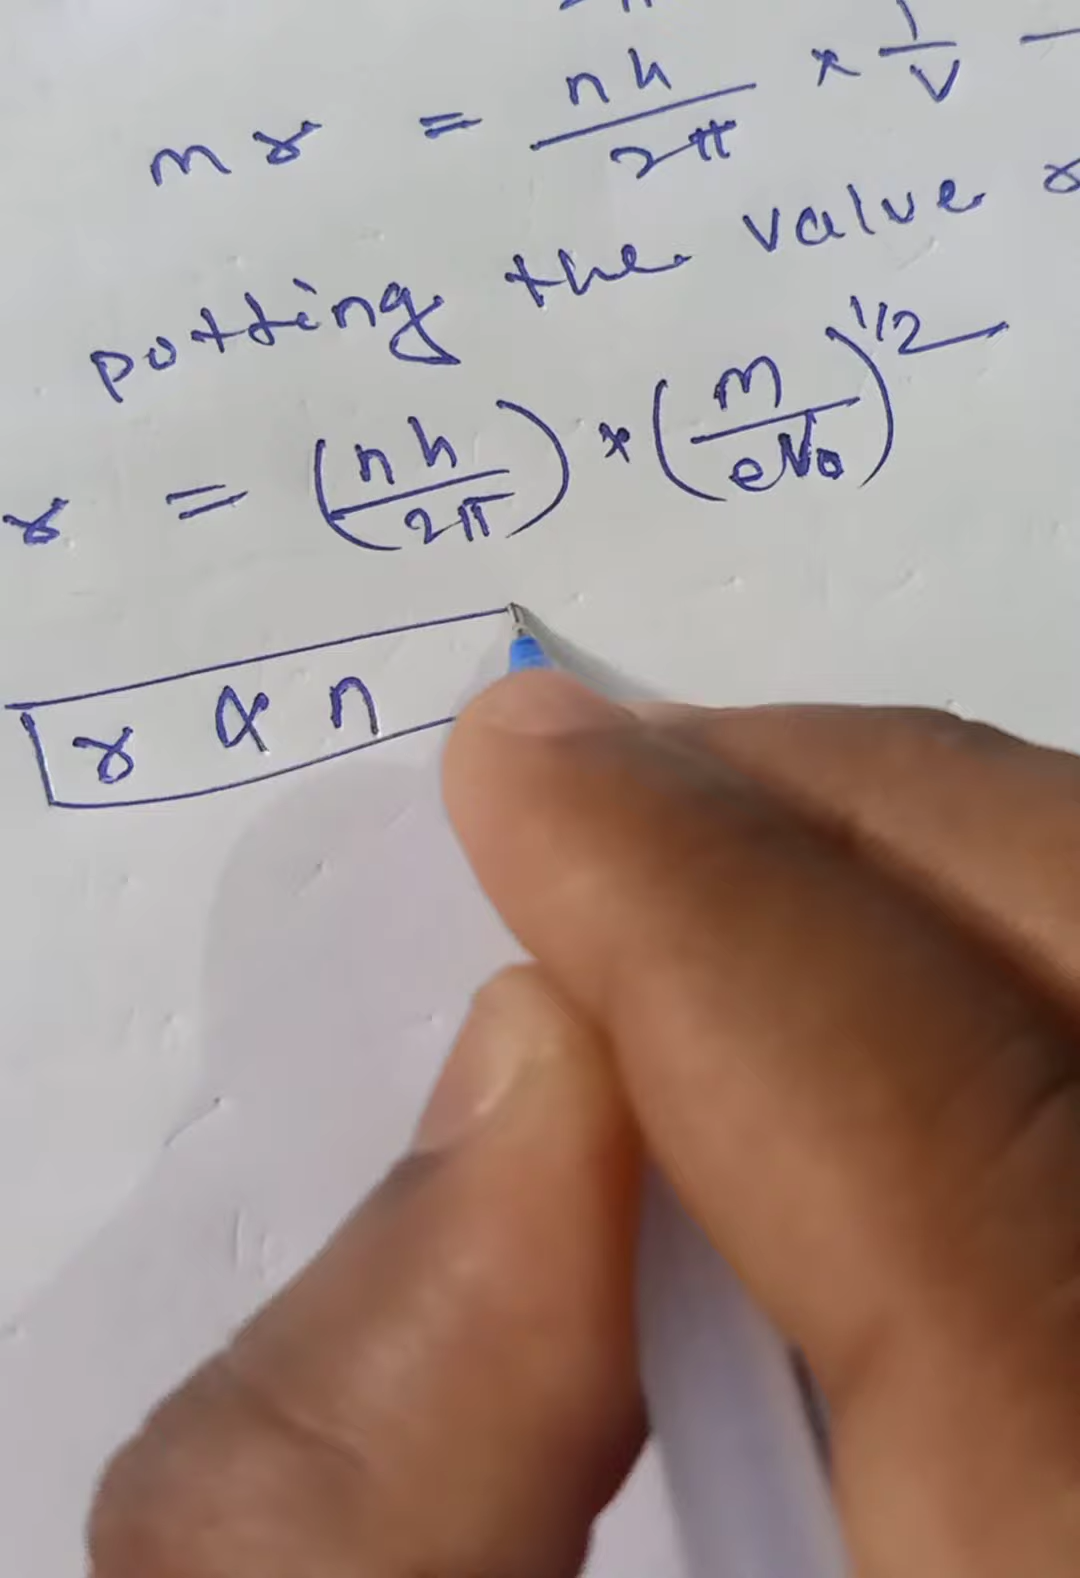 mr = nh/2π × 1/V
putting the value
r = (nh/2π) × (m/eV₀)^1/2
r ∝ n